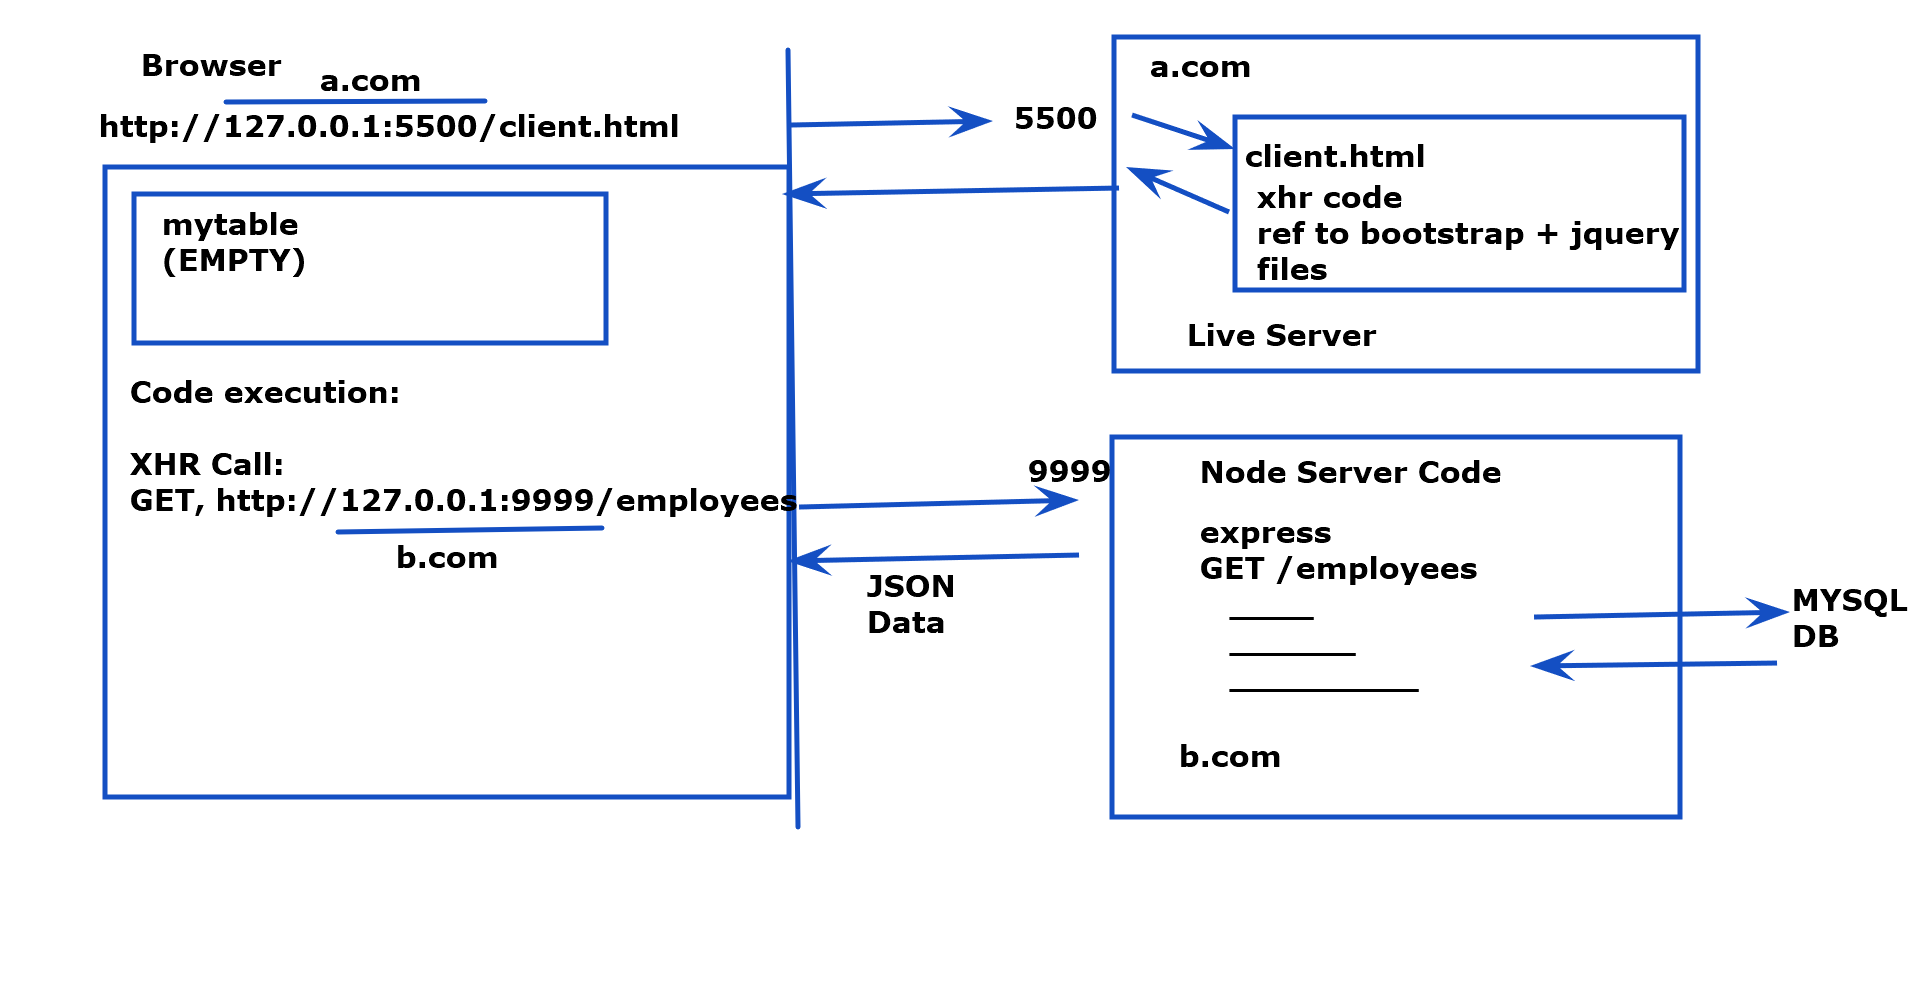 Browser
a.com
http://127.0.0.1:5500/client.html
mytable
(EMPTY)
Code execution:
XHR Call:
GET, http://127.0.0.1:9999/employees
b.com
5500
a.com
client.html
xhr code
ref to bootstrap + jquery
files
Live Server
9999
JSON
Data
Node Server Code
express
GET /employees
b.com
MYSQL
DB